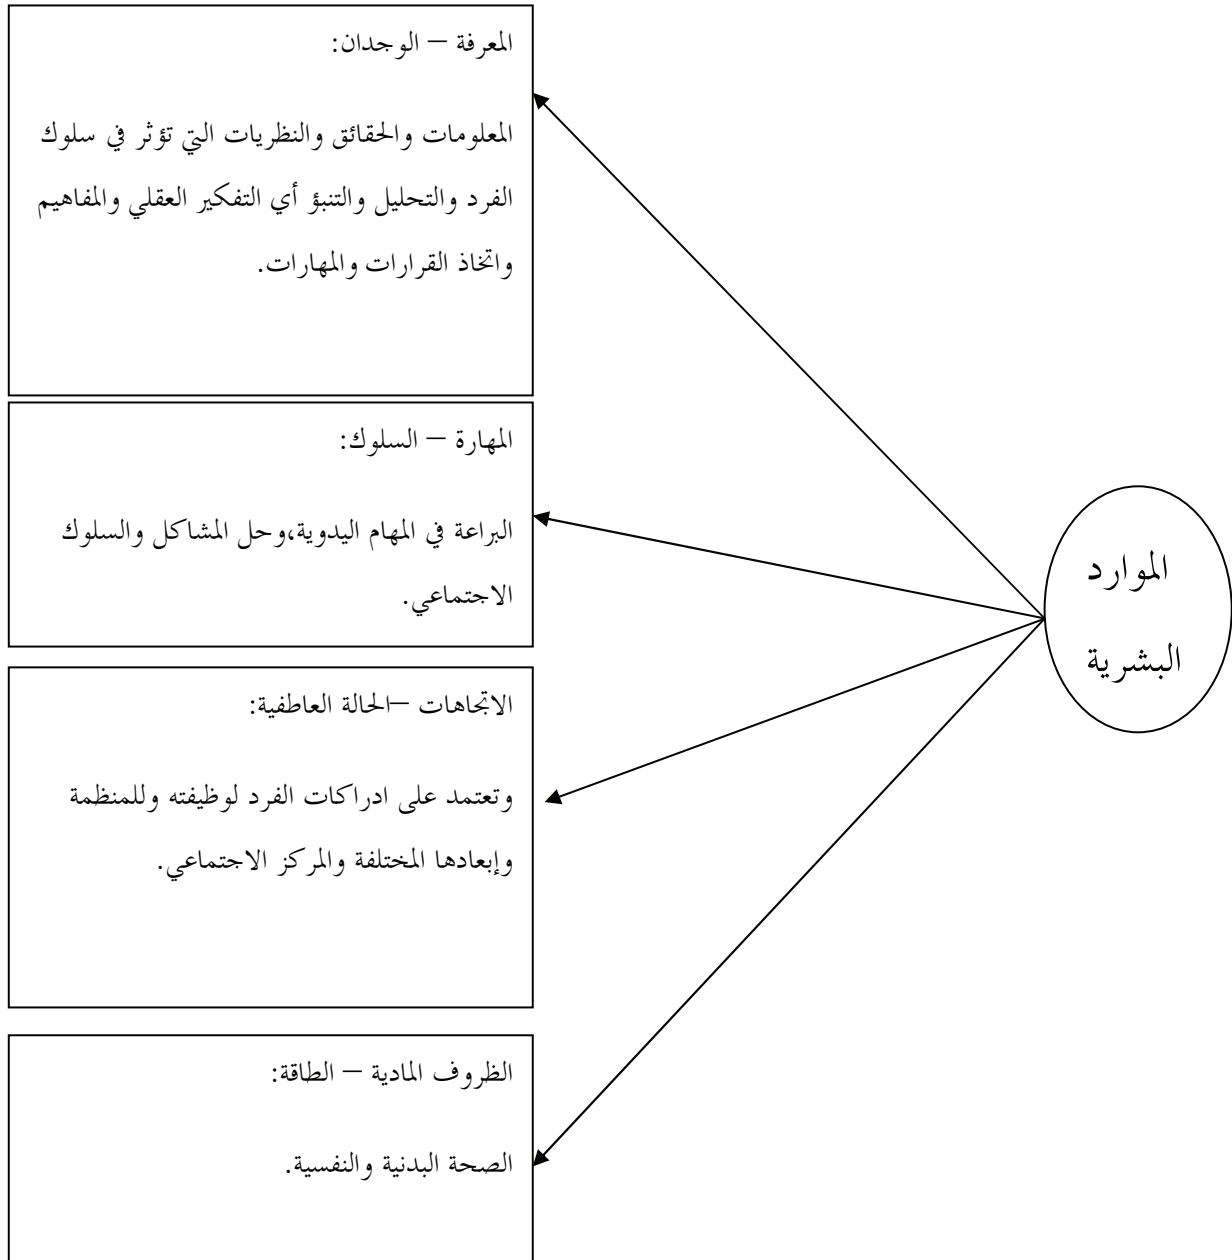 المعرفة – الوجدان:
المعلومات والحقائق والنظريات التي تؤثر في سلوك
الفرد والتحليل والتنبؤ أي التفكير العقلي والمفاهيم
واتخاذ القرارات والمهارات.
المهارة – السلوك:
البراعة في المهام اليدوية،وحل المشاكل والسلوك
الاجتماعي.
الموارد
البشرية
الاتجاهات –الحالة العاطفية:
وتعتمد على ادراكات الفرد لوظيفته وللمنظمة
وإبعادها المختلفة والمركز الاجتماعي.
الظروف المادية – الطاقة:
الصحة البدنية والنفسية.